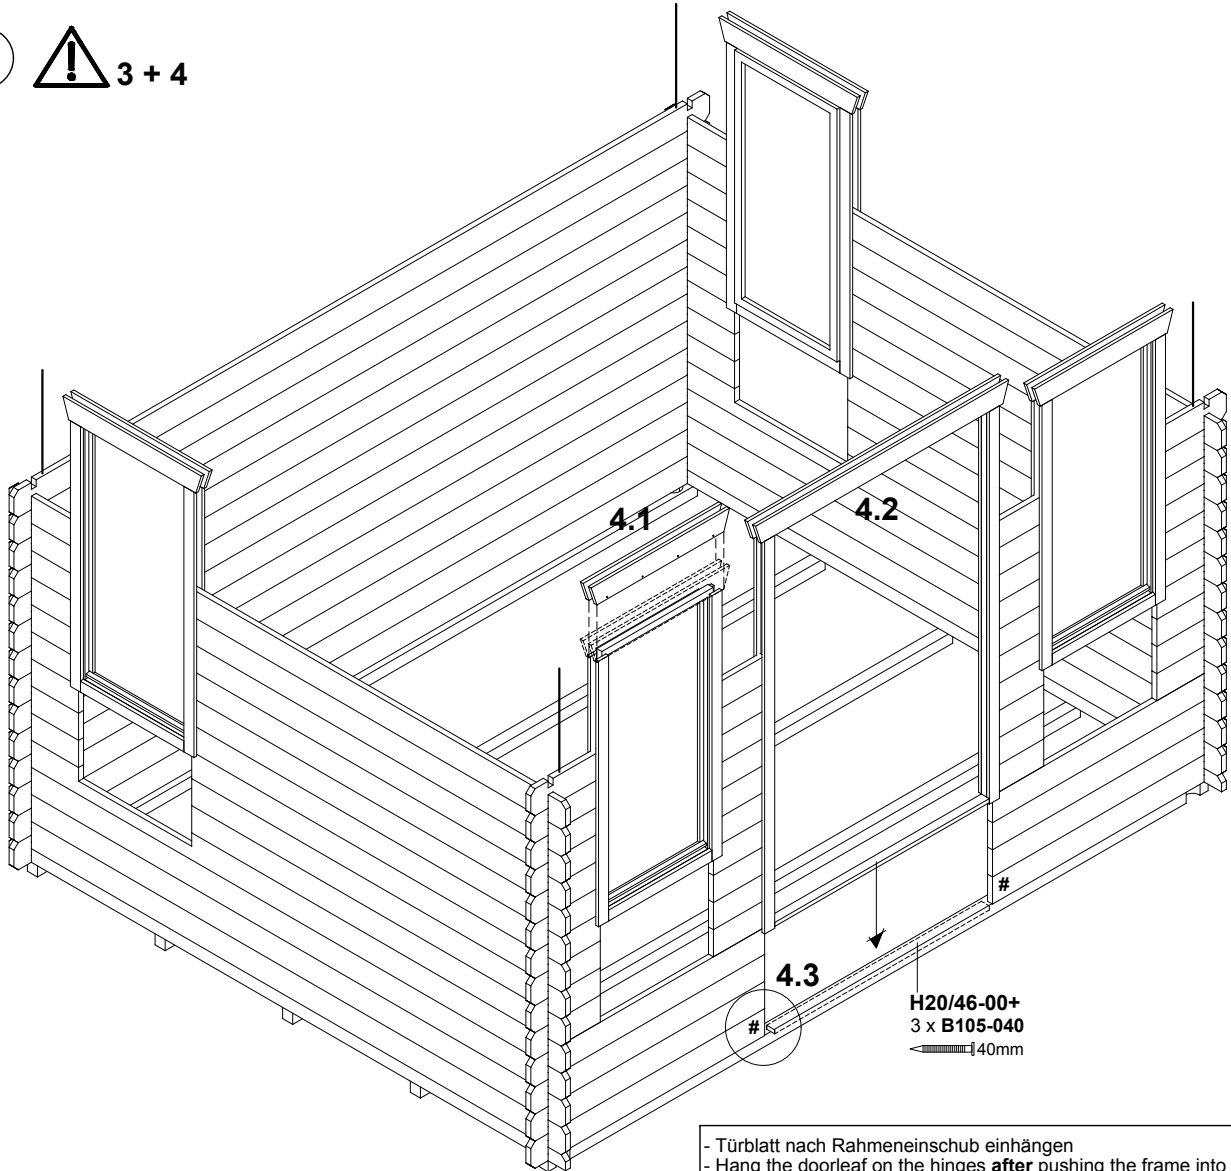 3 + 4
4.1
4.2
#
4.3
#
H20/46-00+
3 x B105-040
40mm
- Türblatt nach Rahmeneinschub einhängen
- Hang the doorleaf on the hinges after pushing the frame into